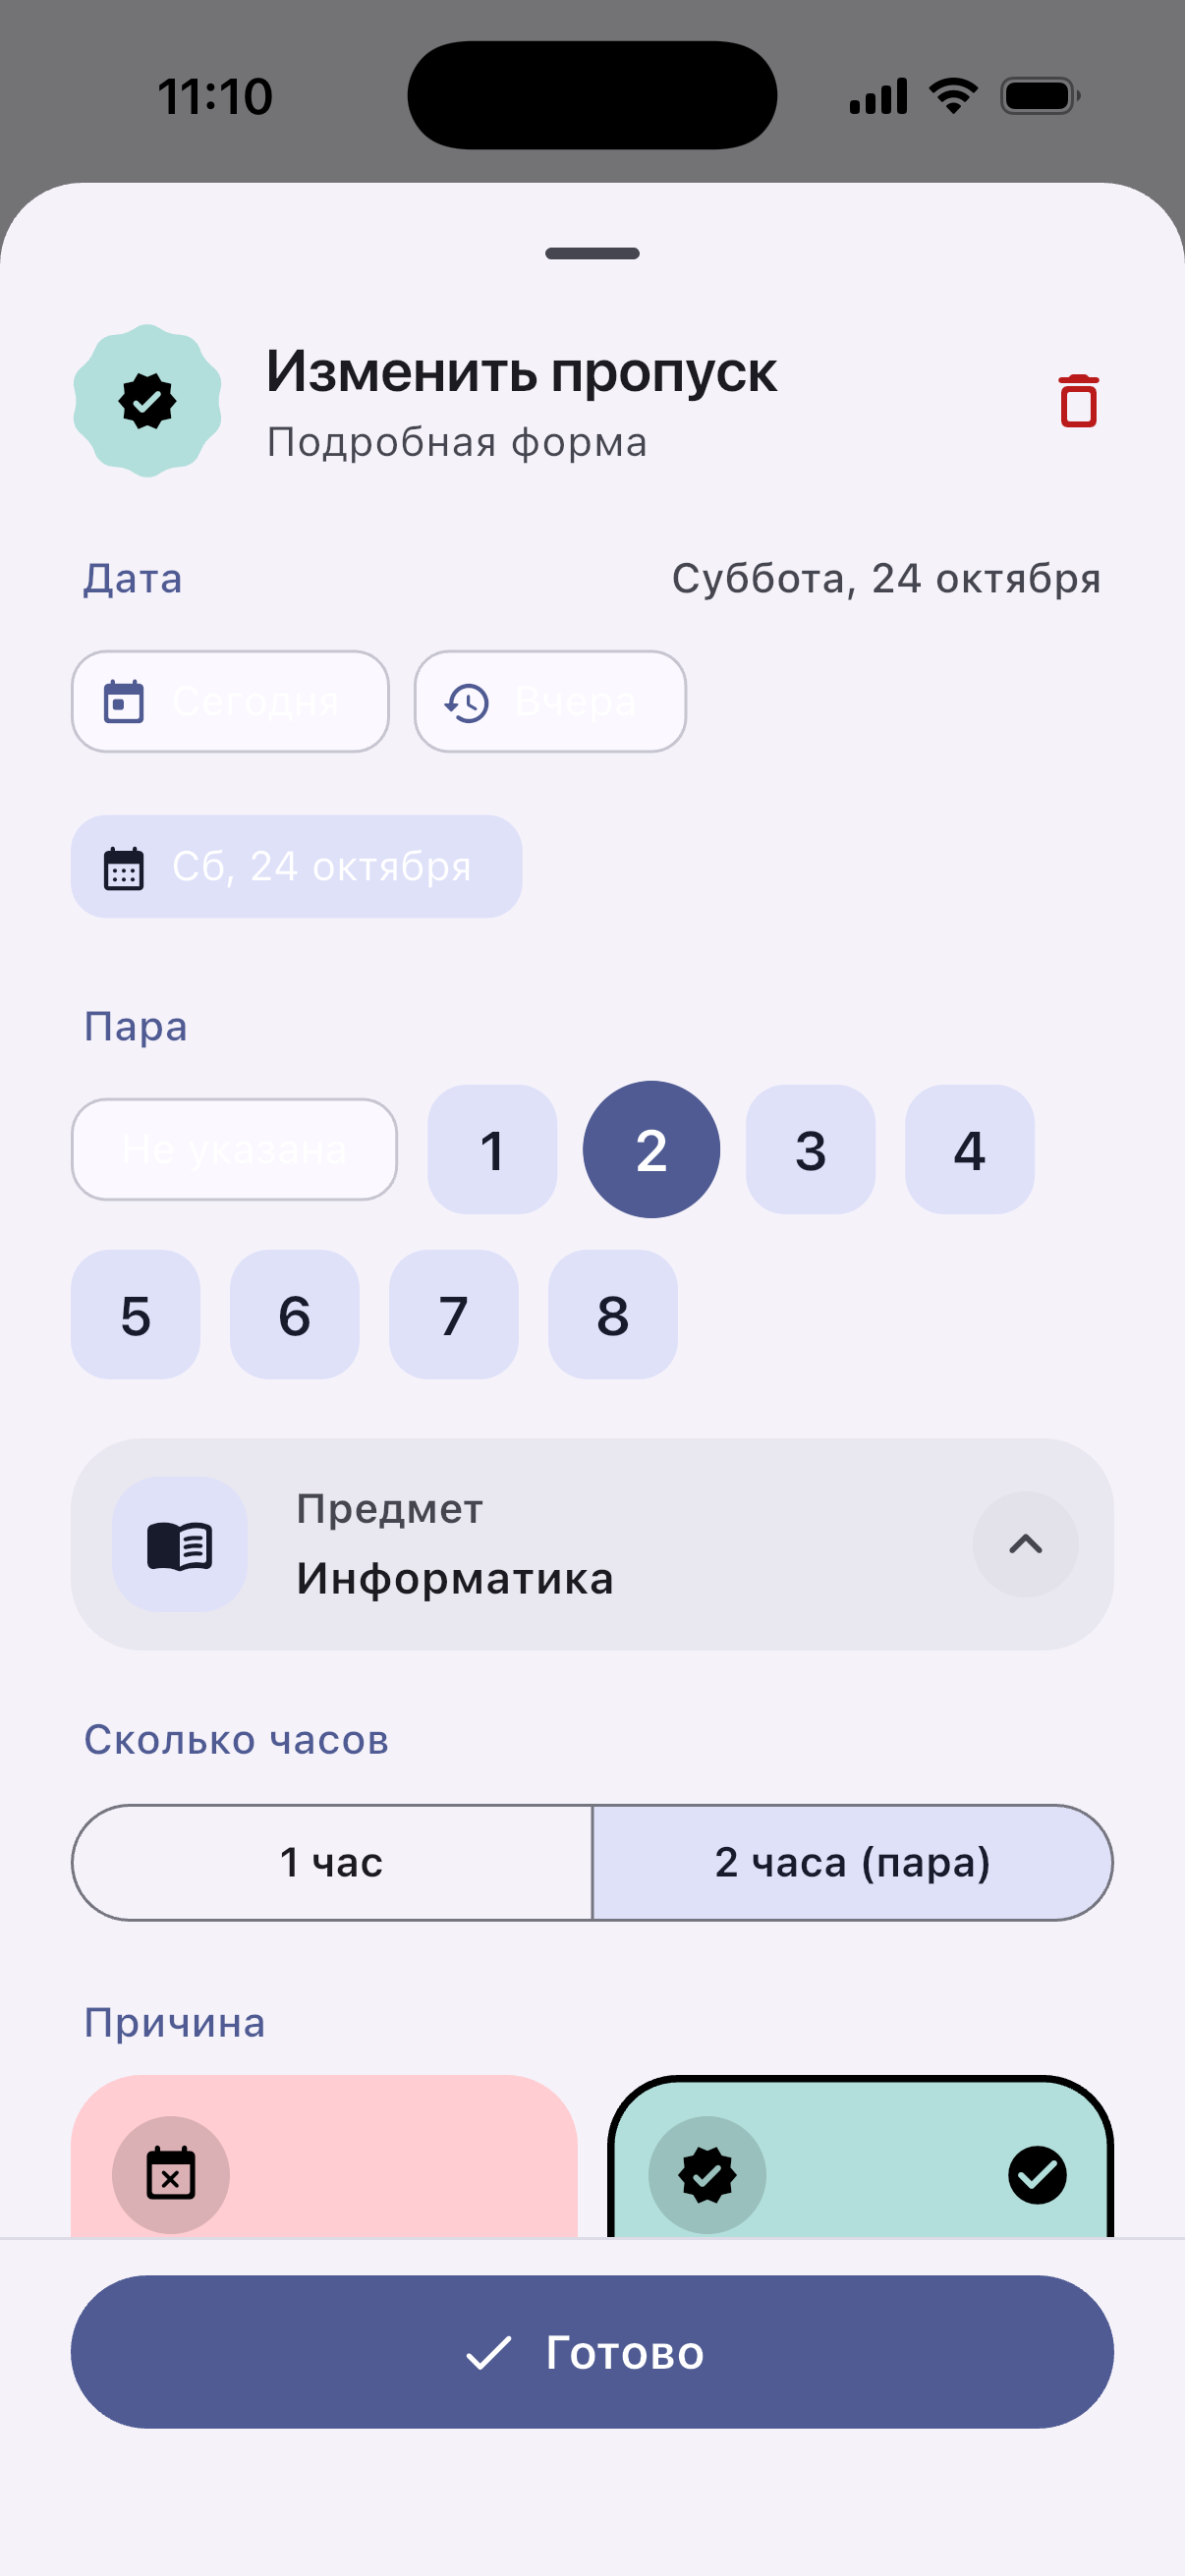 11:10
Изменить пропуск
Подробная форма
Дата
Суббота, 24 октября
Сегодня
Вчера
Сб, 24 октября
Пара
Не указана
1
2
3
4
5
6
7
8
Предмет
Информатика
Сколько часов
1 час
2 часа (пара)
Причина
Готово